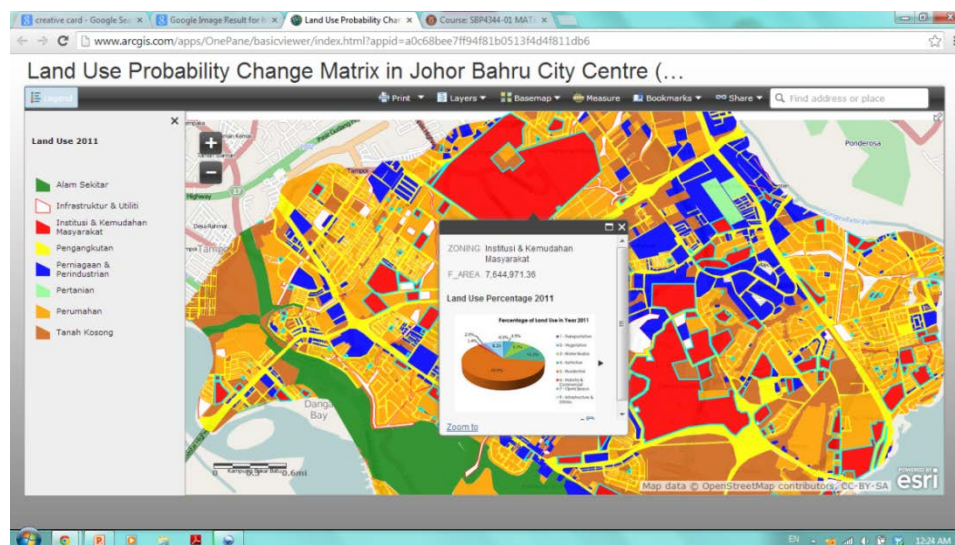 creative card - Google Sea
Google Image Result for h
Land Use Probability Char
Course: SBP4344-01 MATA
www.arcgis.com/apps/OnePane/basicviewer/index.html?appid=a0c68bee7ff94f81b0513f4d4f811db6
Land Use Probability Change Matrix in Johor Bahru City Centre (...
Legend
Print
Layers
Basemap
Measure
Bookmarks
Share
Find address or place
Land Use 2011
Alam Sekitar
Infrastruktur & Utiliti
Institusi & Kemudahan
Masyarakat
Pengangkutan
Perniagaan &
Perindustrian
Pertanian
Perumahan
Tanah Kosong
Ponderosa
Tampoi
Highway
Danga
Bay
ZONING Institusi & Kemudahan
Masyarakat
F_AREA 7,644,971.36
Land Use Percentage 2011
Percentage of Land Use in Year 2011
Zoom to
0.6mi
Map data © OpenStreetMap contributors, CC-BY-SA
POWERED BY
esri
EN
12:24 AM